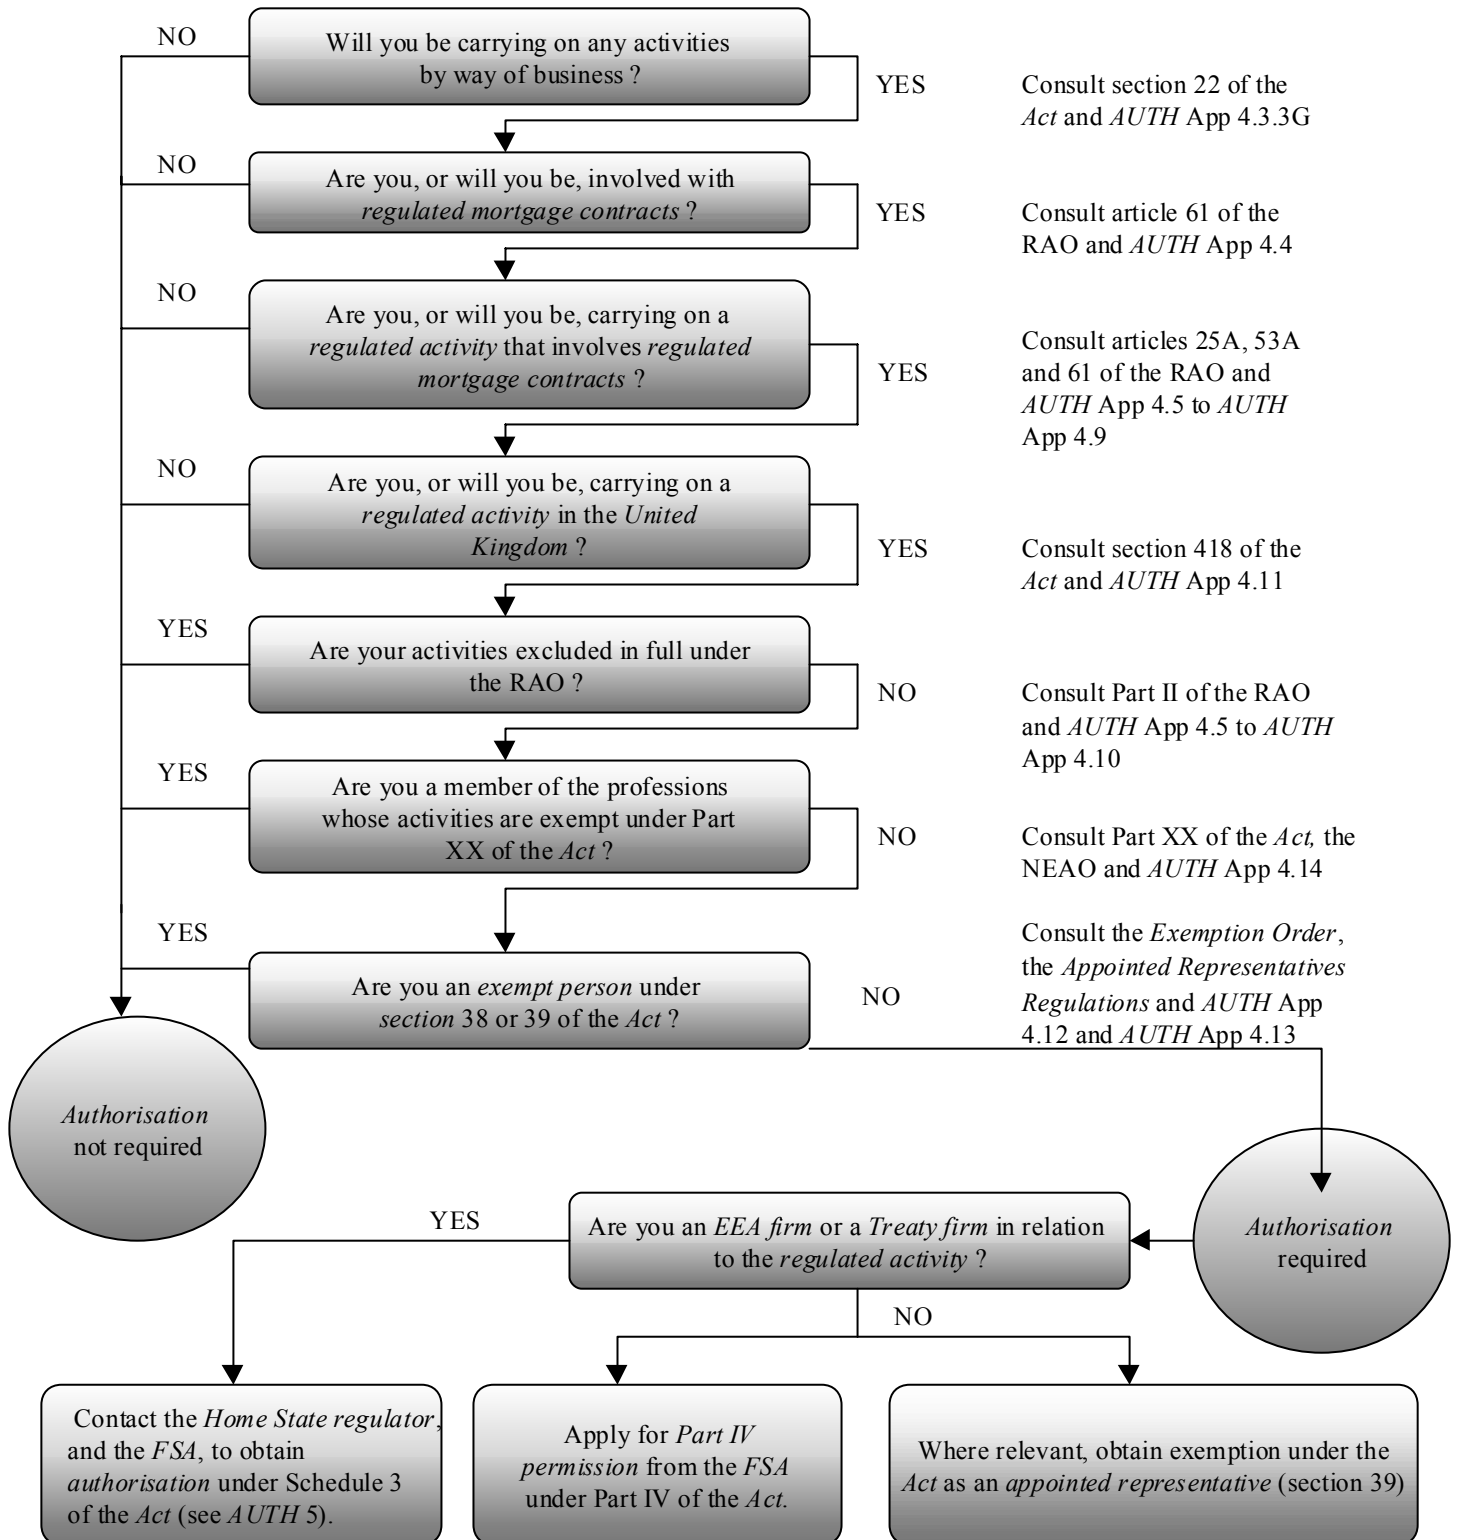 NO
Will you be carrying on any activities
by way of business ?
YES
Consult section 22 of the
Act and AUTH App 4.3.3G
NO
Are you, or will you be, involved with
regulated mortgage contracts ?
YES
Consult article 61 of the
RAO and AUTH App 4.4
NO
Are you, or will you be, carrying on a
regulated activity that involves regulated
mortgage contracts ?
YES
Consult articles 25A, 53A
and 61 of the RAO and
AUTH App 4.5 to AUTH
App 4.9
NO
Are you, or will you be, carrying on a
regulated activity in the United
Kingdom ?
YES
Consult section 418 of the
Act and AUTH App 4.11
YES
Are your activities excluded in full under
the RAO ?
NO
Consult Part II of the RAO
and AUTH App 4.5 to AUTH
App 4.10
YES
Are you a member of the professions
whose activities are exempt under Part
XX of the Act ?
NO
Consult Part XX of the Act, the
NEAO and AUTH App 4.14
YES
Are you an exempt person under
section 38 or 39 of the Act ?
NO
Consult the Exemption Order,
the Appointed Representatives
Regulations and AUTH App
4.12 and AUTH App 4.13
Authorisation
not required
Authorisation
required
YES
Are you an EEA firm or a Treaty firm in relation
to the regulated activity ?
NO
Contact the Home State regulator,
and the FSA, to obtain
authorisation under Schedule 3
of the Act (see AUTH 5).
Apply for Part IV
permission from the FSA
under Part IV of the Act.
Where relevant, obtain exemption under the
Act as an appointed representative (section 39)